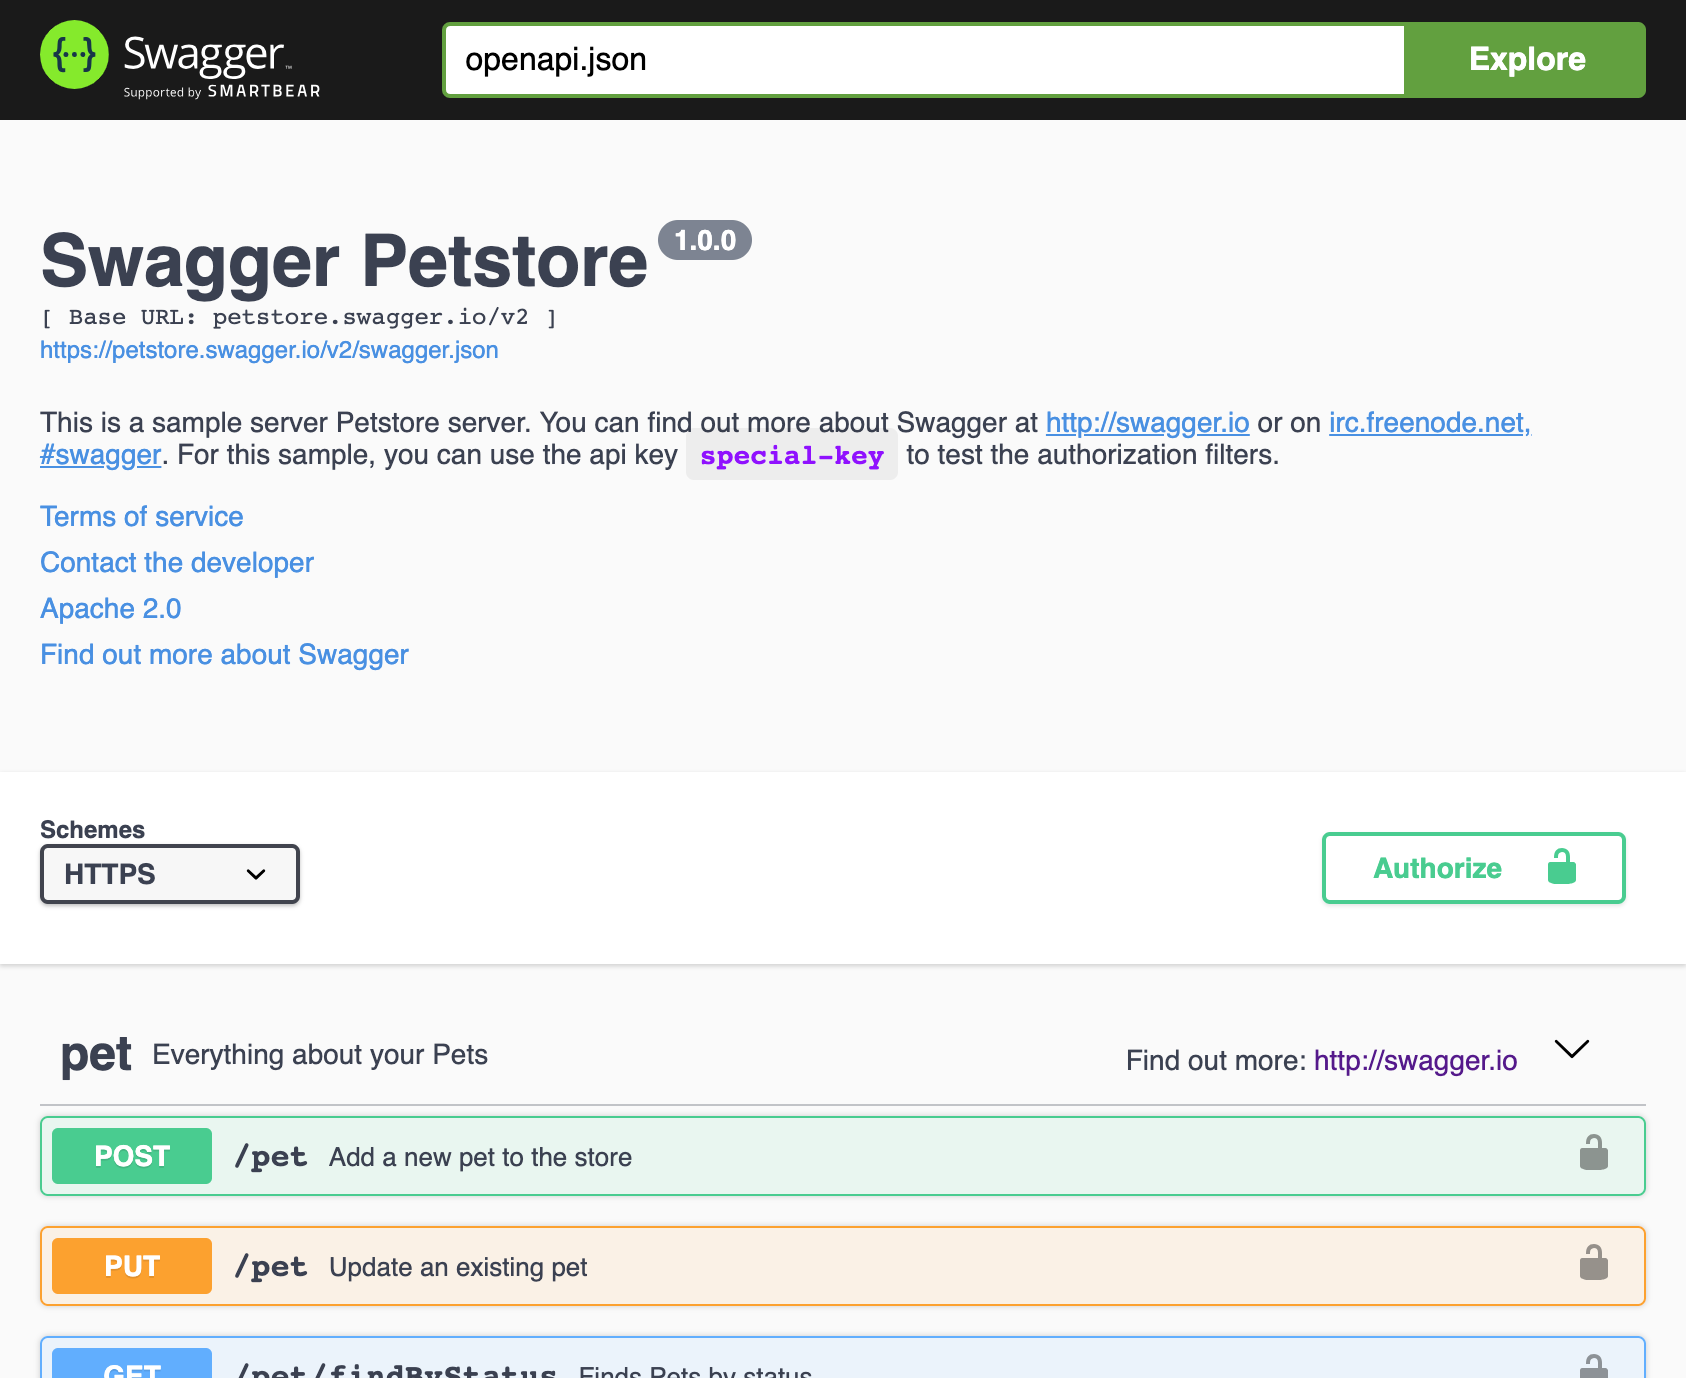 {···} Swagger™
Supported by SMARTBEAR
openapi.json
Explore
Swagger Petstore 1.0.0
[ Base URL: petstore.swagger.io/v2 ]
https://petstore.swagger.io/v2/swagger.json
This is a sample server Petstore server. You can find out more about Swagger at http://swagger.io or on irc.freenode.net,
#swagger. For this sample, you can use the api key special-key to test the authorization filters.
Terms of service
Contact the developer
Apache 2.0
Find out more about Swagger
Schemes
HTTPS
Authorize
pet Everything about your Pets
Find out more: http://swagger.io
POST /pet Add a new pet to the store
PUT /pet Update an existing pet
GET /pet/findByStatus Finds Pets by status